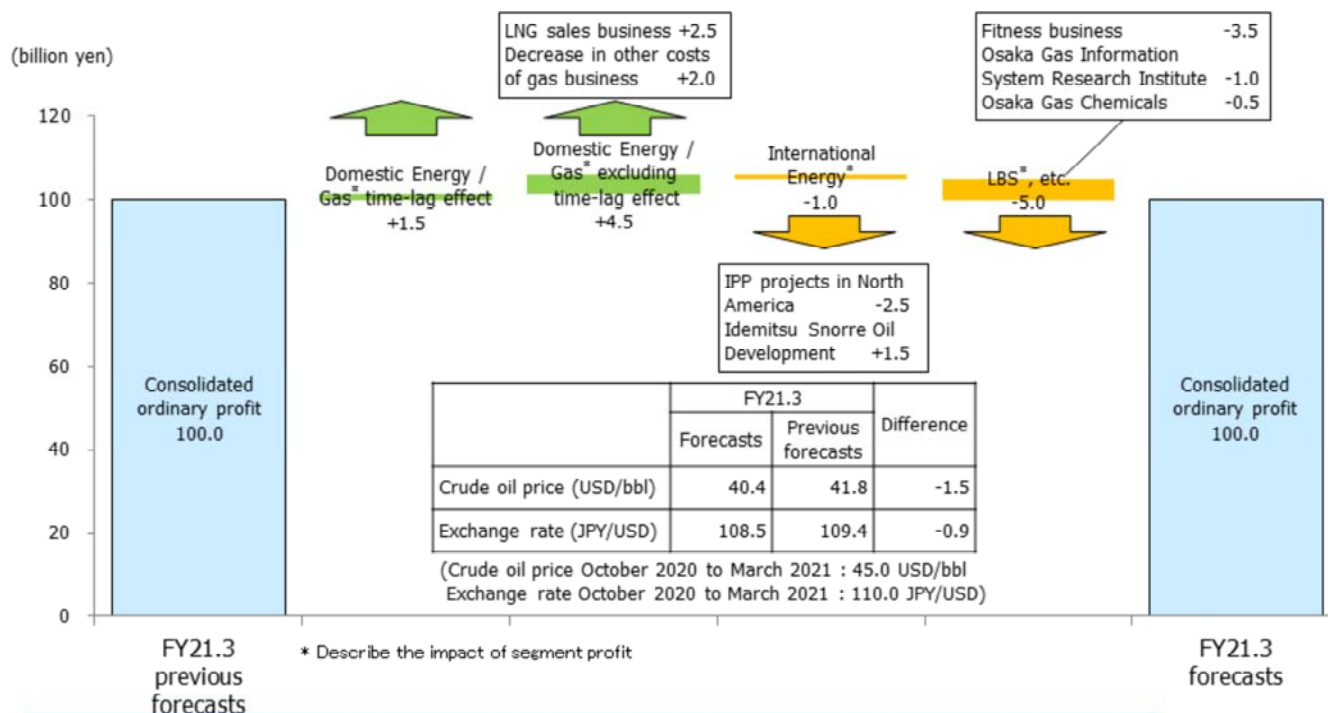 (billion yen)
LNG sales business +2.5
Decrease in other costs
of gas business +2.0
Fitness business -3.5
Osaka Gas Information
System Research Institute -1.0
Osaka Gas Chemicals -0.5
120
100
80
60
40
20
0
Domestic Energy /
Gas* time-lag effect
+1.5
Domestic Energy /
Gas* excluding
time-lag effect
+4.5
International
Energy*
-1.0
LBS*, etc.
-5.0
IPP projects in North
America -2.5
Idemitsu Snorre Oil
Development +1.5
Consolidated
ordinary profit
100.0
Consolidated
ordinary profit
100.0
FY21.3
Forecasts Previous forecasts Difference
Crude oil price (USD/bbl) 40.4 41.8 -1.5
Exchange rate (JPY/USD) 108.5 109.4 -0.9
(Crude oil price October 2020 to March 2021 : 45.0 USD/bbl
Exchange rate October 2020 to March 2021 : 110.0 JPY/USD)
FY21.3
previous
forecasts
* Describe the impact of segment profit
FY21.3
forecasts